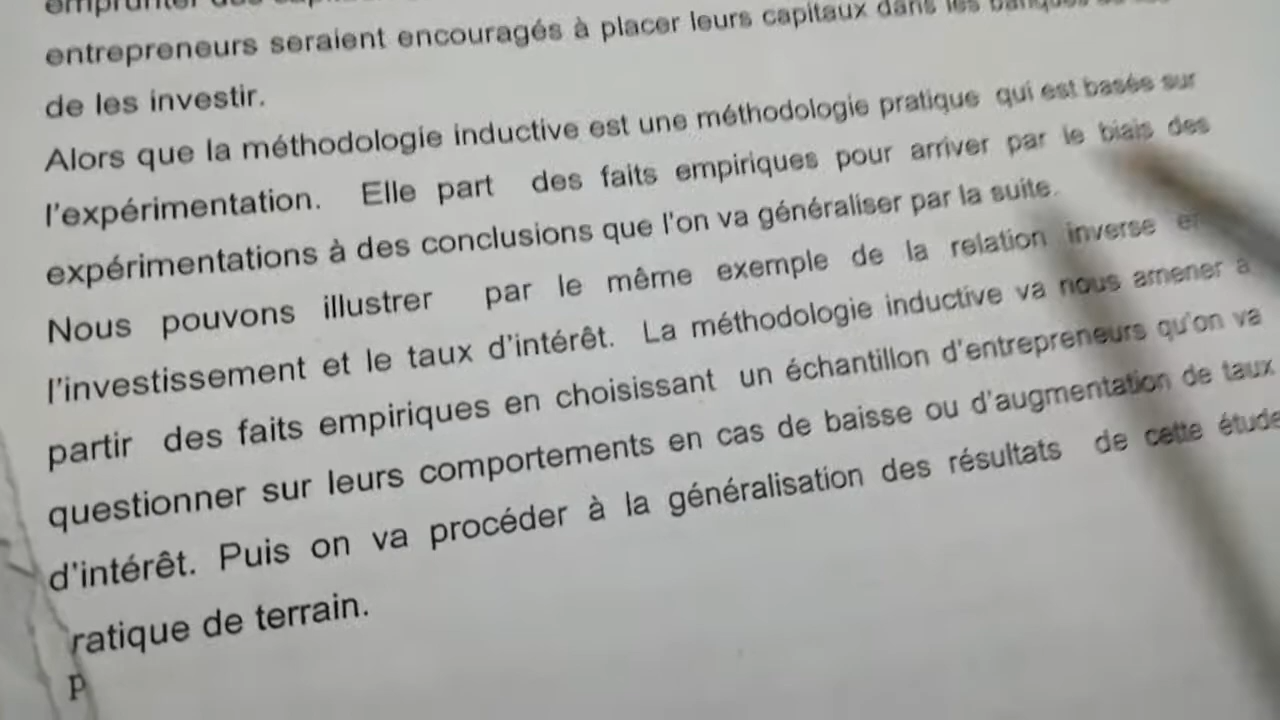 emprunter des
entrepreneurs seraient encouragés à placer leurs capitaux dans les banques
de les investir.
Alors que la méthodologie inductive est une méthodologie pratique qui est basée sur
l'expérimentation. Elle part des faits empiriques pour arriver par le biais des
expérimentations à des conclusions que l'on va généraliser par la suite.
Nous pouvons illustrer par le même exemple de la relation inverse
l'investissement et le taux d'intérêt. La méthodologie inductive va nous amener à
partir des faits empiriques en choisissant un échantillon d'entrepreneurs qu'on va
questionner sur leurs comportements en cas de baisse ou d'augmentation de taux
d'intérêt. Puis on va procéder à la généralisation des résultats de cette étude
ratique de terrain.
P